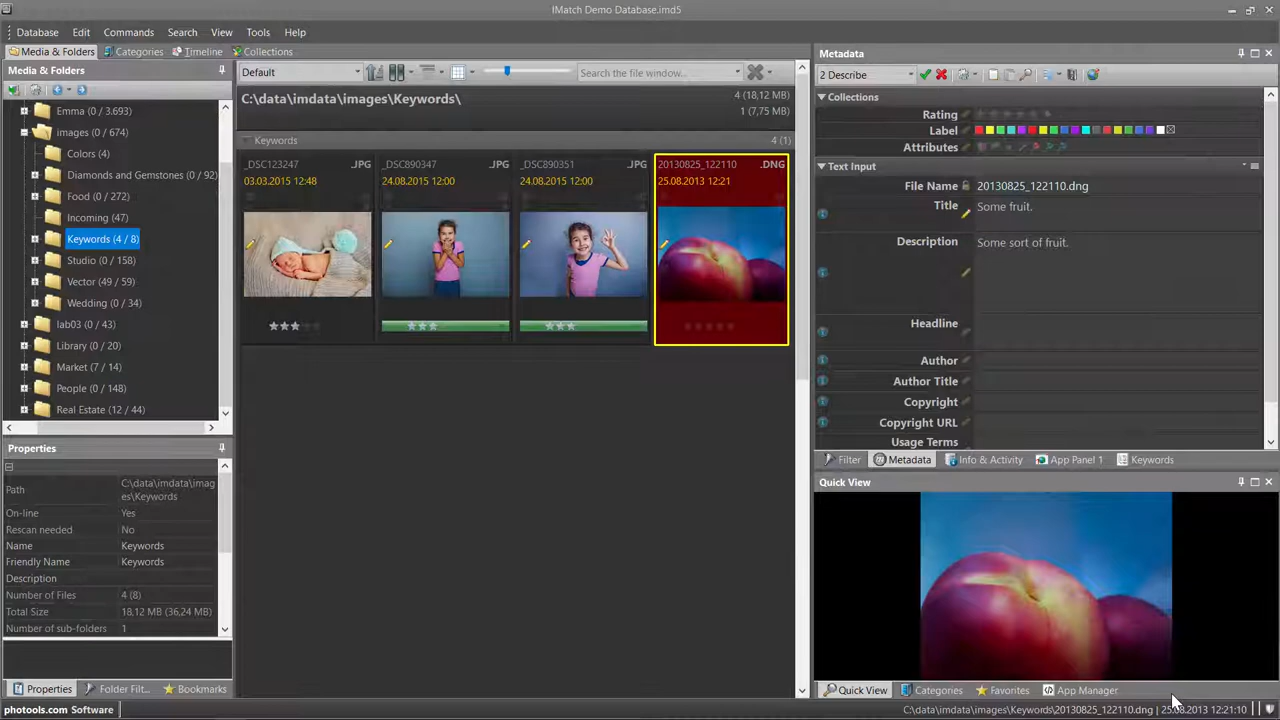 IMatch Demo Database.imd5
Database Edit Commands Search View Tools Help
Media & Folders Categories Timeline Collections
Media & Folders
Emma (0 / 3.693)
images (0 / 674)
Colors (4)
Diamonds and Gemstones (0 / 92)
Food (0 / 272)
Incoming (47)
Keywords (4 / 8)
Studio (0 / 158)
Vector (49 / 59)
Wedding (0 / 34)
lab03 (0 / 43)
Library (0 / 20)
Market (7 / 14)
People (0 / 148)
Real Estate (12 / 44)
Properties
Path C:\data\imdata\imag
es\Keywords
On-line Yes
Rescan needed No
Name Keywords
Friendly Name Keywords
Description
Number of Files 4 (8)
Total Size 18,12 MB (36,24 MB)
Number of sub-folders 1
Properties Folder Filt... Bookmarks
Default Search the file window...
C:\data\imdata\images\Keywords\
4 (18,12 MB)
1 (7,75 MB)
Keywords 4 (1)
_DSC123247 .JPG
03.03.2015 12:48
_DSC890347 .JPG
24.08.2015 12:00
_DSC890351 .JPG
24.08.2015 12:00
20130825_122110 .DNG
25.08.2013 12:21
Metadata
2 Describe
Collections
Rating
Label
Attributes
Text Input
File Name 20130825_122110.dng
Title Some fruit.
Description Some sort of fruit.
Headline
Author
Author Title
Copyright
Copyright URL
Usage Terms
Filter Metadata Info & Activity App Panel 1 Keywords
Quick View
Quick View Categories Favorites App Manager
photools.com Software
C:\data\imdata\images\Keywords\20130825_122110.dng | 25.08.2013 12:21:10